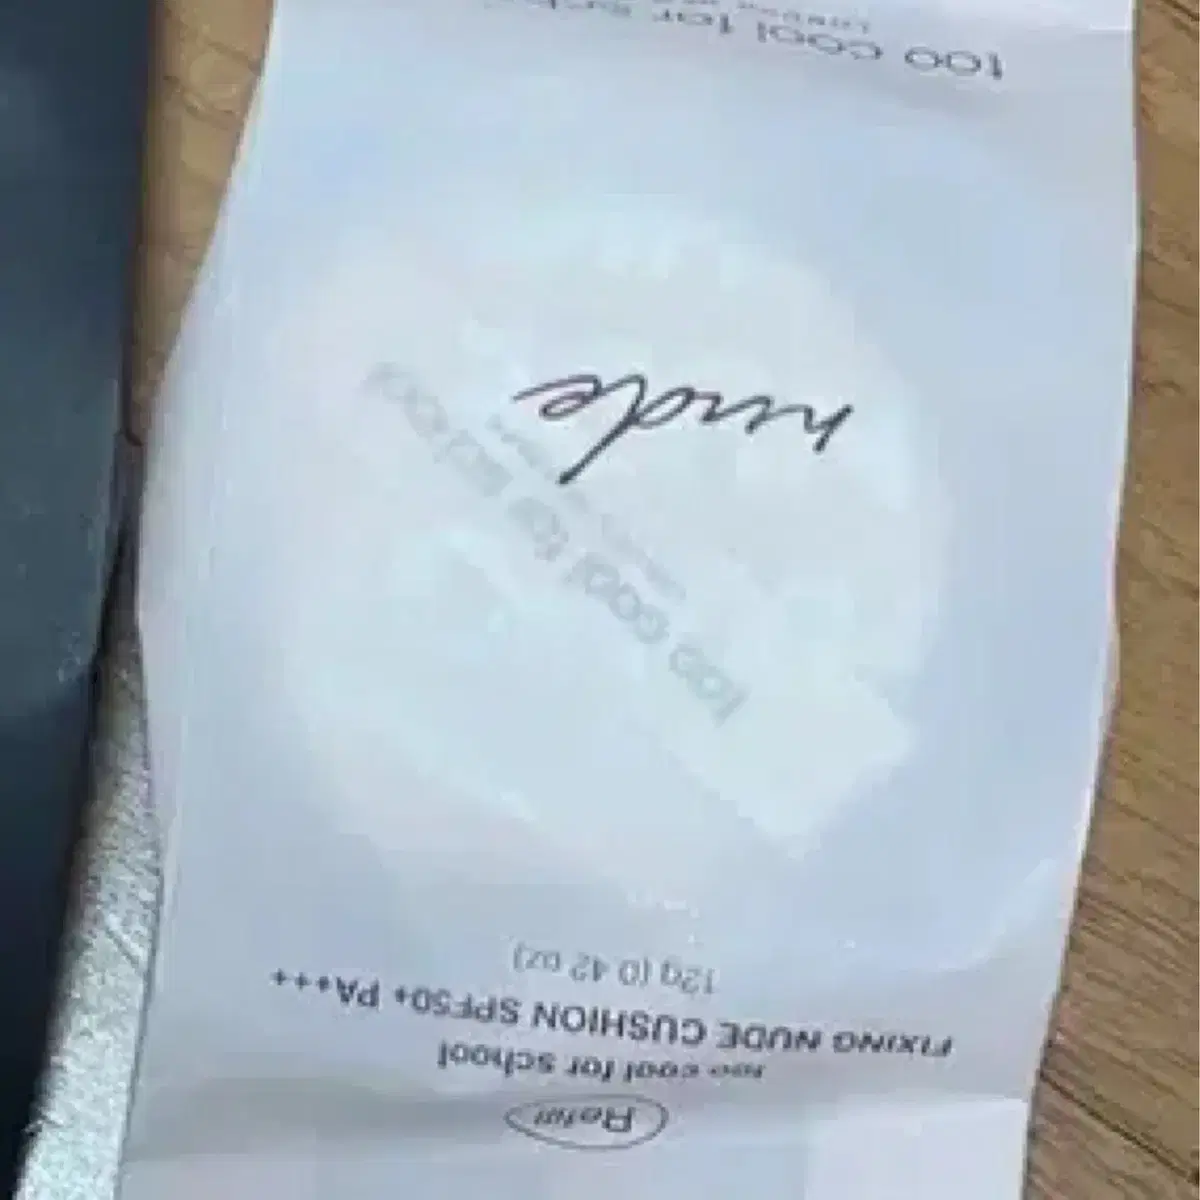 Refill
too cool for school
FIXING NUDE CUSHION SPF50+ PA+++
12g (0.42 oz)
too cool for school
nude
too cool for